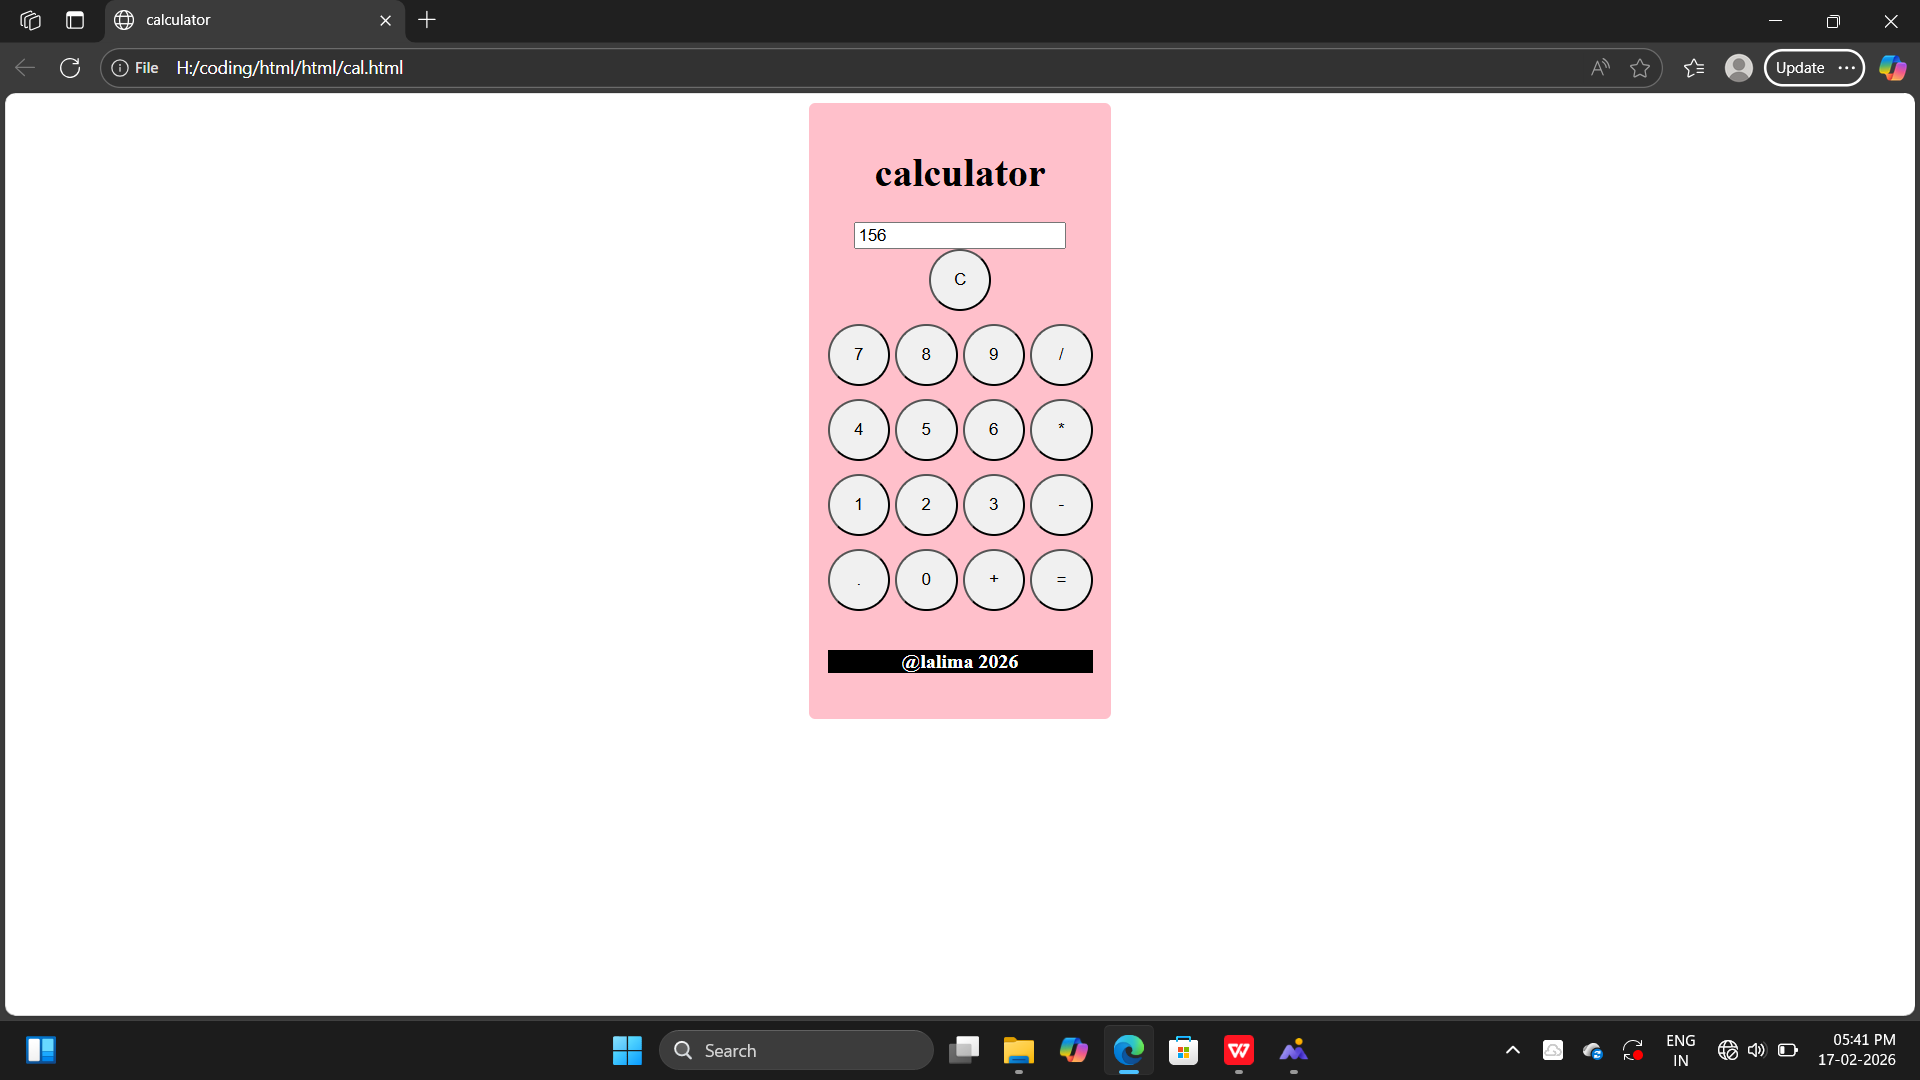 calculator
File H:/coding/html/html/cal.html
Update
calculator
156
C
7 8 9 /
4 5 6 *
1 2 3 -
. 0 + =
@lalima 2026
Search
ENG
IN
05:41 PM
17-02-2026